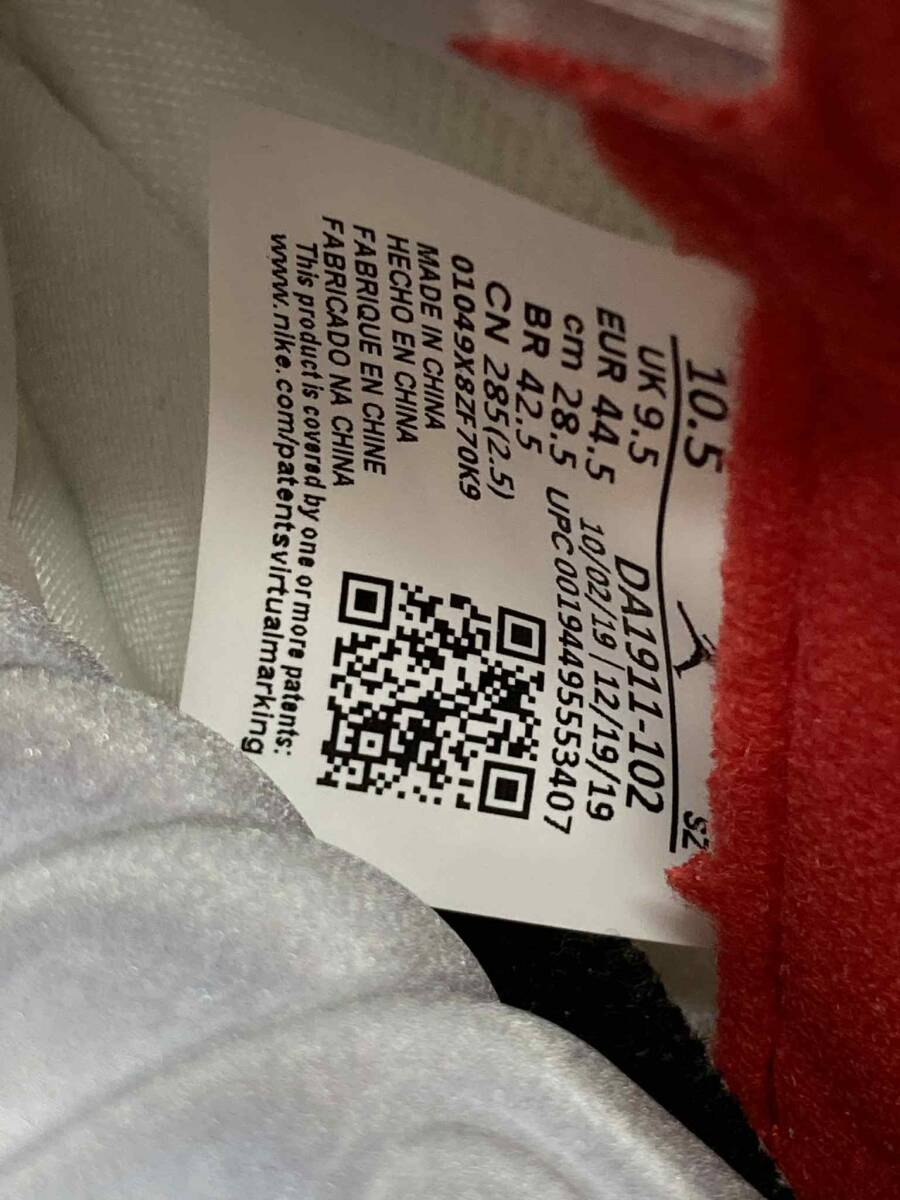 10.5
SZ
UK 9.5
DA1911-102
EUR 44.5
10/02/19 | 12/19/19
cm 28.5
UPC 00194495553407
BR 42.5
CN 285(2.5)
01049X8ZF70K9
MADE IN CHINA
HECHO EN CHINA
FABRIQUE EN CHINE
FABRICADO NA CHINA
This product is covered by one or more patents:
www.nike.com/patentsvirtualmarking